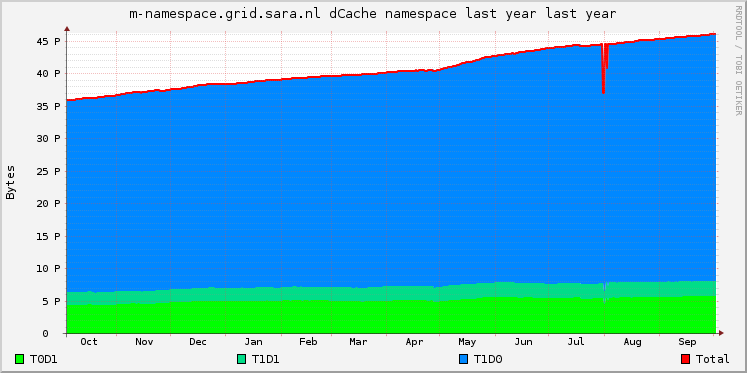 m-namespace.grid.sara.nl dCache namespace last year last year
RRDTOOL / TOBI OETIKER
Bytes
45 P
40 P
35 P
30 P
25 P
20 P
15 P
10 P
5 P
0
Oct Nov Dec Jan Feb Mar Apr May Jun Jul Aug Sep
T0D1 T1D1 T1D0 Total